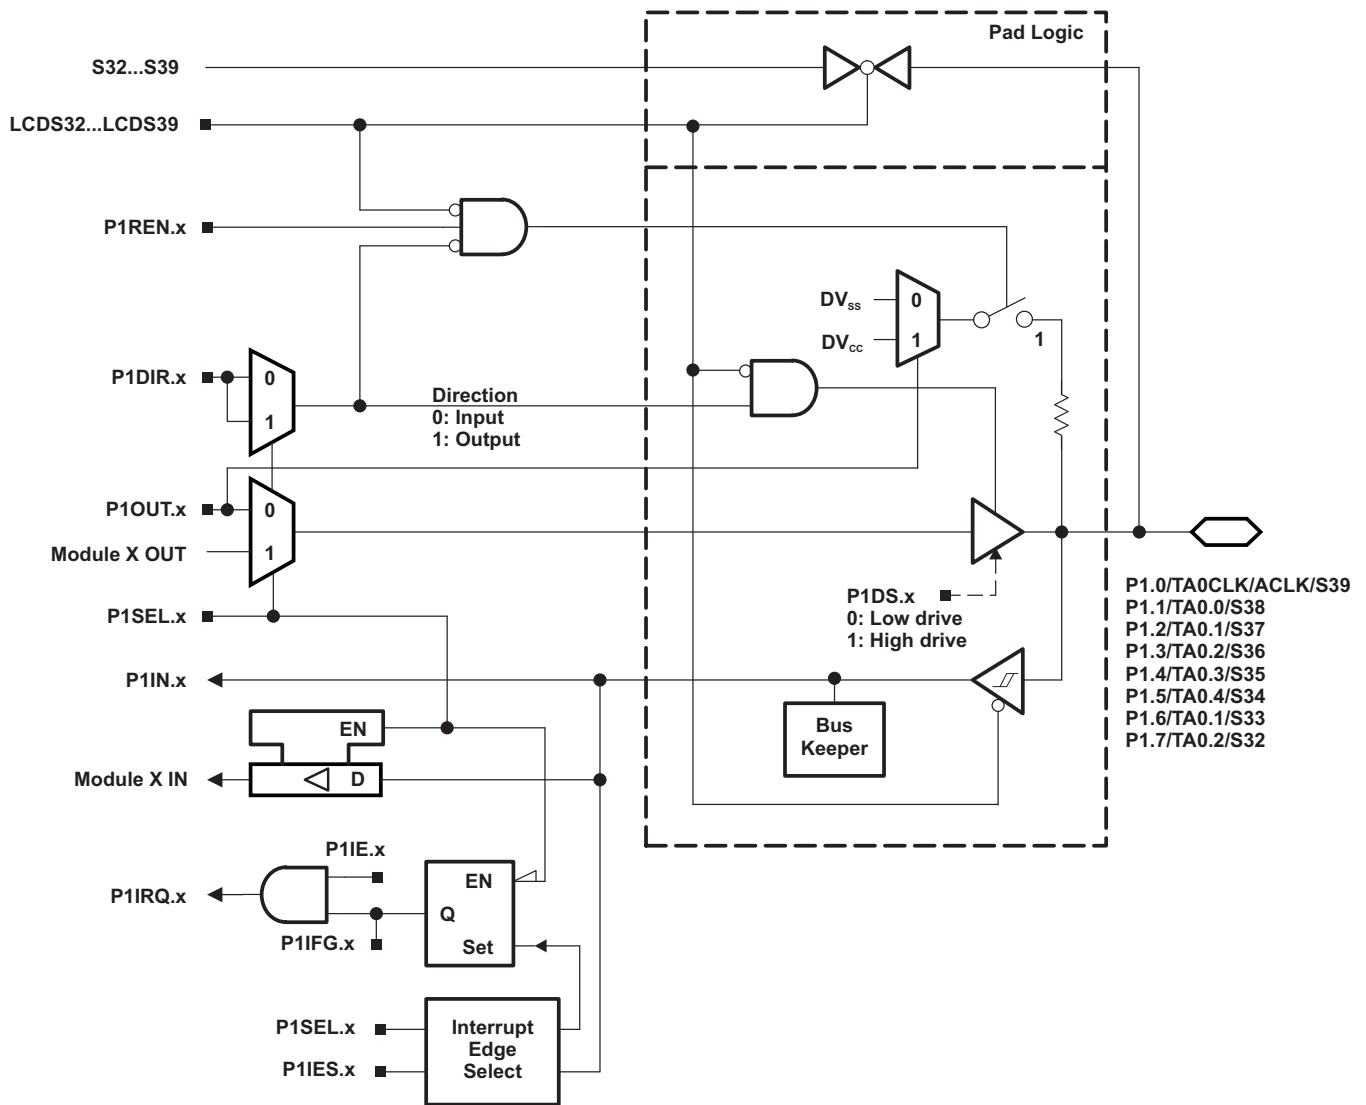 Pad Logic
S32...S39
LCDS32...LCDS39
P1REN.x
DVSS
0
DVCC
1
1
P1DIR.x
0
1
Direction
0: Input
1: Output
P1OUT.x
0
Module X OUT
1
P1SEL.x
P1DS.x
0: Low drive
1: High drive
P1.0/TA0CLK/ACLK/S39
P1.1/TA0.0/S38
P1.2/TA0.1/S37
P1.3/TA0.2/S36
P1.4/TA0.3/S35
P1.5/TA0.4/S34
P1.6/TA0.1/S33
P1.7/TA0.2/S32
P1IN.x
Bus
Keeper
EN
Module X IN
D
P1IE.x
P1IRQ.x
EN
Q
P1IFG.x
Set
P1SEL.x
P1IES.x
Interrupt
Edge
Select